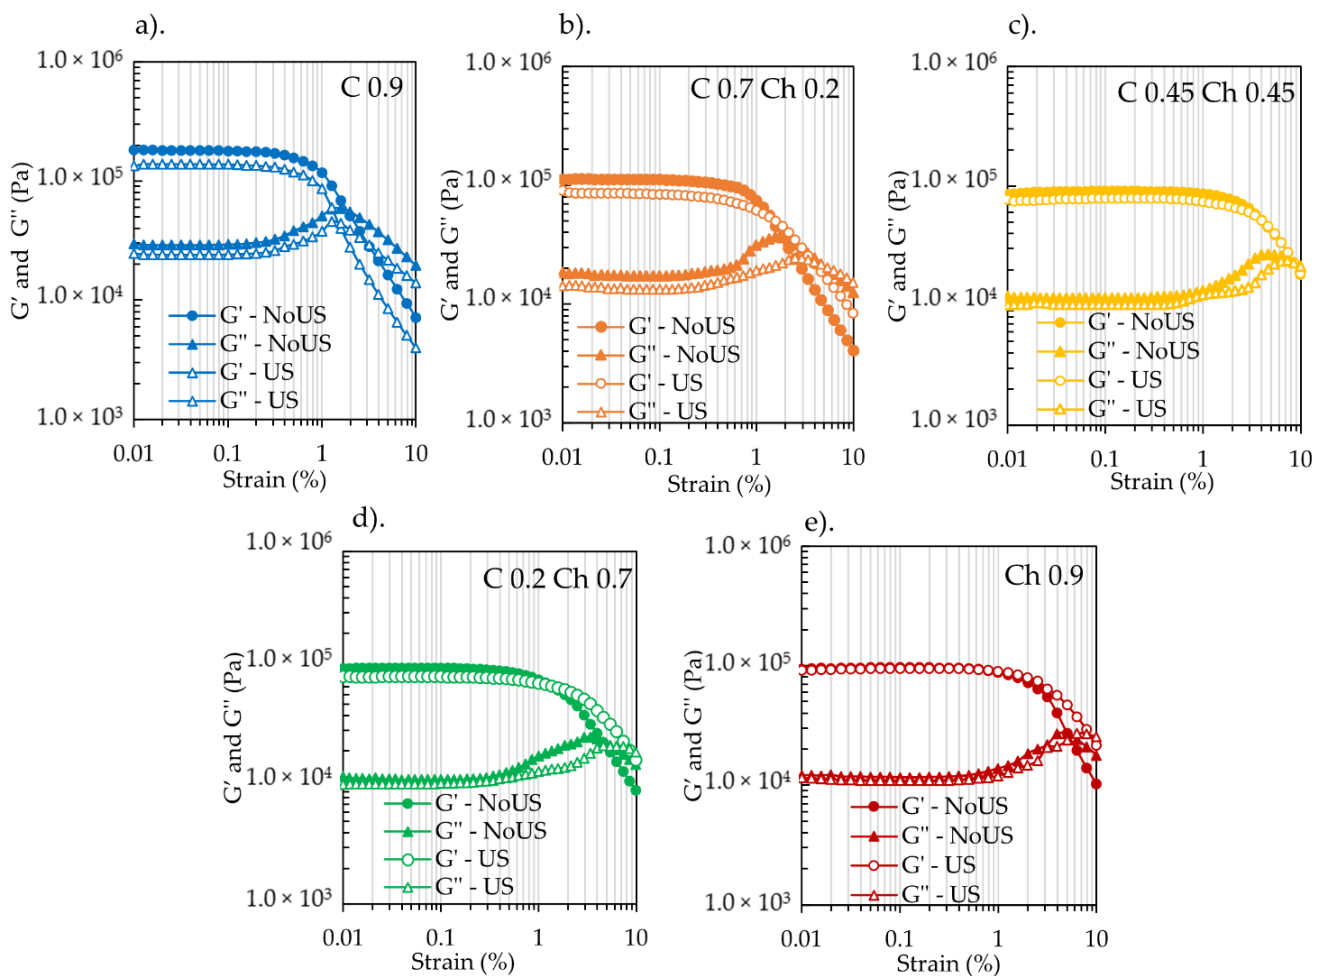 a).
1.0 × 10⁶
C 0.9
1.0 × 10⁵
G′ and G″ (Pa)
1.0 × 10⁴
G' - NoUS
G" - NoUS
G' - US
G" - US
1.0 × 10³
0.01 0.1 1 10
Strain (%)
b).
1.0 × 10⁶
C 0.7 Ch 0.2
1.0 × 10⁵
G′ and G″ (Pa)
1.0 × 10⁴
G' - NoUS
G" - NoUS
G' - US
G" - US
1.0 × 10³
0.01 0.1 1 10
Strain (%)
c).
1.0 × 10⁶
C 0.45 Ch 0.45
1.0 × 10⁵
G′ and G″ (Pa)
1.0 × 10⁴
G' - NoUS
G" - NoUS
G' - US
G" - US
1.0 × 10³
0.01 0.1 1 10
Strain (%)
d).
1.0 × 10⁶
C 0.2 Ch 0.7
1.0 × 10⁵
G′ and G″ (Pa)
1.0 × 10⁴
G' - NoUS
G" - NoUS
G' - US
G" - US
1.0 × 10³
0.01 0.1 1 10
Strain (%)
e).
1.0 × 10⁶
Ch 0.9
1.0 × 10⁵
G′ and G″ (Pa)
1.0 × 10⁴
G' - NoUS
G" - NoUS
G' - US
G" - US
1.0 × 10³
0.01 0.1 1 10
Strain (%)